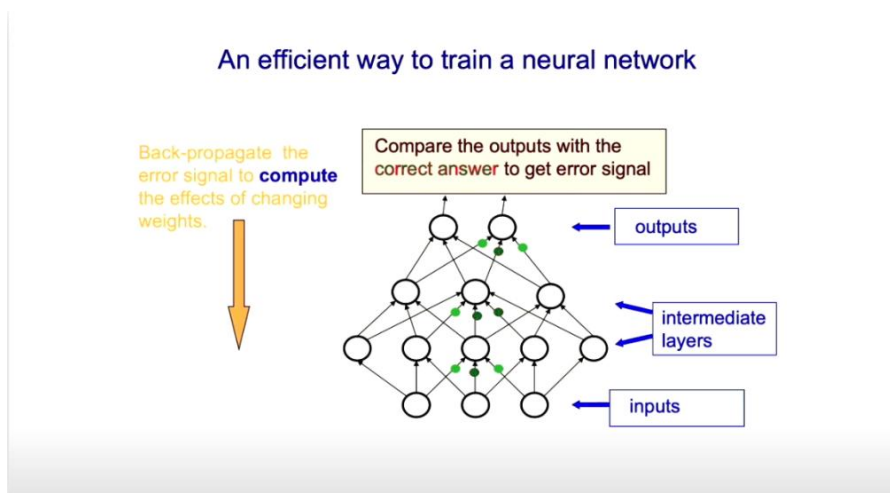 An efficient way to train a neural network
Back-propagate the
error signal to compute
the effects of changing
weights.
Compare the outputs with the
correct answer to get error signal
outputs
intermediate
layers
inputs